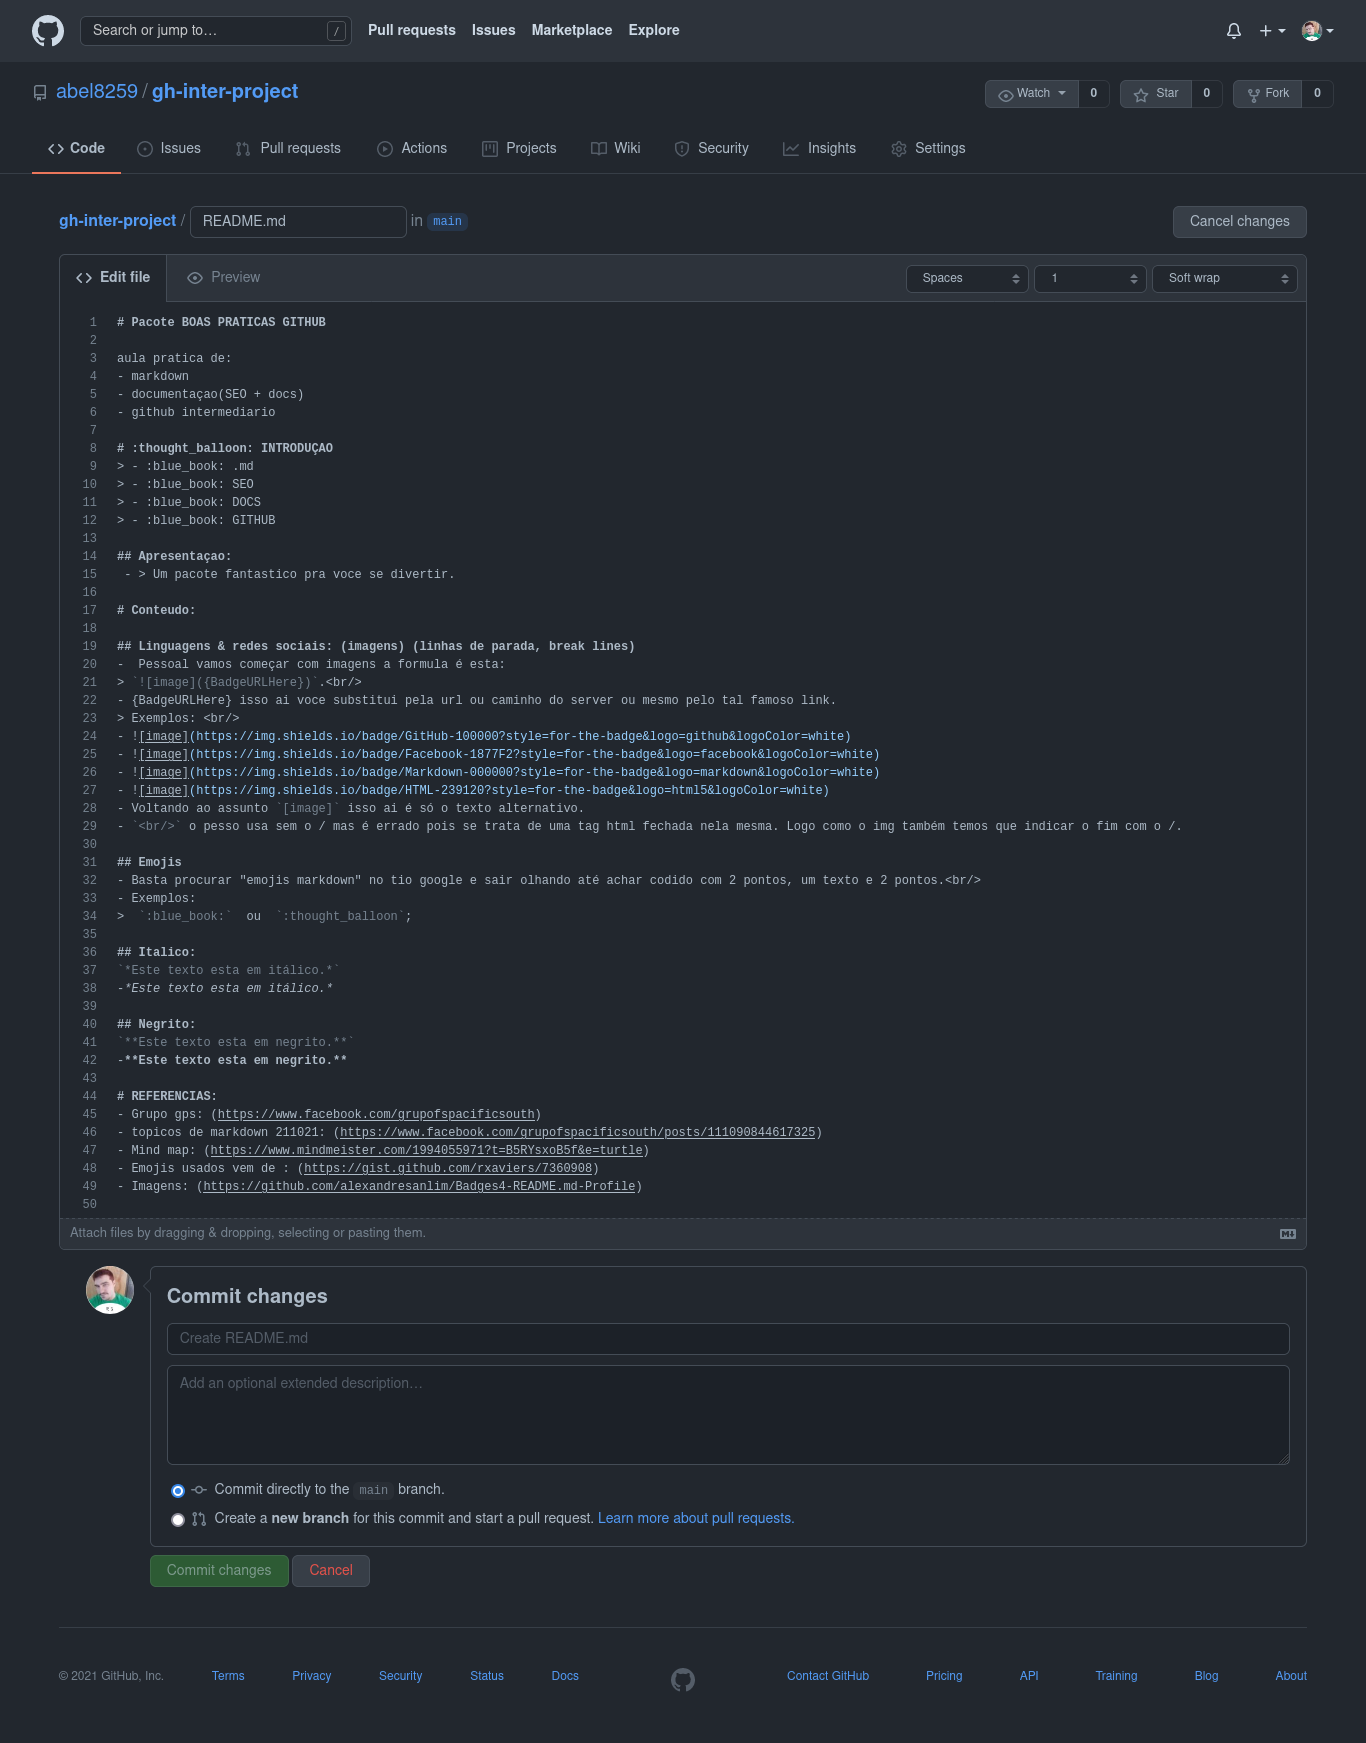 Search or jump to… /
Pull requests Issues Marketplace Explore
abel8259 / gh-inter-project
Watch 0 Star 0 Fork 0
Code Issues Pull requests Actions Projects Wiki Security Insights Settings
gh-inter-project / README.md in main Cancel changes
Edit file Preview Spaces 1 Soft wrap
1 # Pacote BOAS PRATICAS GITHUB
2
3 aula pratica de:
4 - markdown
5 - documentaçao(SEO + docs)
6 - github intermediario
7
8 # :thought_balloon: INTRODUÇAO
9 > - :blue_book: .md
10 > - :blue_book: SEO
11 > - :blue_book: DOCS
12 > - :blue_book: GITHUB
13
14 ## Apresentaçao:
15  - > Um pacote fantastico pra voce se divertir.
16
17 # Conteudo:
18
19 ## Linguagens & redes sociais: (imagens) (linhas de parada, break lines)
20 -  Pessoal vamos começar com imagens a formula é esta:
21 > `![image]({BadgeURLHere})`.<br/>
22 - {BadgeURLHere} isso ai voce substitui pela url ou caminho do server ou mesmo pelo tal famoso link.
23 > Exemplos: <br/>
24 - ![image](https://img.shields.io/badge/GitHub-100000?style=for-the-badge&logo=github&logoColor=white)
25 - ![image](https://img.shields.io/badge/Facebook-1877F2?style=for-the-badge&logo=facebook&logoColor=white)
26 - ![image](https://img.shields.io/badge/Markdown-000000?style=for-the-badge&logo=markdown&logoColor=white)
27 - ![image](https://img.shields.io/badge/HTML-239120?style=for-the-badge&logo=html5&logoColor=white)
28 - Voltando ao assunto `[image]` isso ai é só o texto alternativo.
29 - `<br/>` o pesso usa sem o / mas é errado pois se trata de uma tag html fechada nela mesma. Logo como o img também temos que indicar o fim com o /.
30
31 ## Emojis
32 - Basta procurar "emojis markdown" no tio google e sair olhando até achar codido com 2 pontos, um texto e 2 pontos.<br/>
33 - Exemplos:
34 >  `:blue_book:`  ou  `:thought_balloon`;
35
36 ## Italico:
37 `*Este texto esta em itálico.*`
38 -*Este texto esta em itálico.*
39
40 ## Negrito:
41 `**Este texto esta em negrito.**`
42 -**Este texto esta em negrito.**
43
44 # REFERENCIAS:
45 - Grupo gps: (https://www.facebook.com/grupofspacificsouth)
46 - topicos de markdown 211021: (https://www.facebook.com/grupofspacificsouth/posts/111090844617325)
47 - Mind map: (https://www.mindmeister.com/1994055971?t=B5RYsxoB5f&e=turtle)
48 - Emojis usados vem de : (https://gist.github.com/rxaviers/7360908)
49 - Imagens: (https://github.com/alexandresanlim/Badges4-README.md-Profile)
50
Attach files by dragging & dropping, selecting or pasting them.
Commit changes
Create README.md
Add an optional extended description…
Commit directly to the main branch.
Create a new branch for this commit and start a pull request. Learn more about pull requests.
Commit changes Cancel
© 2021 GitHub, Inc. Terms Privacy Security Status Docs Contact GitHub Pricing API Training Blog About